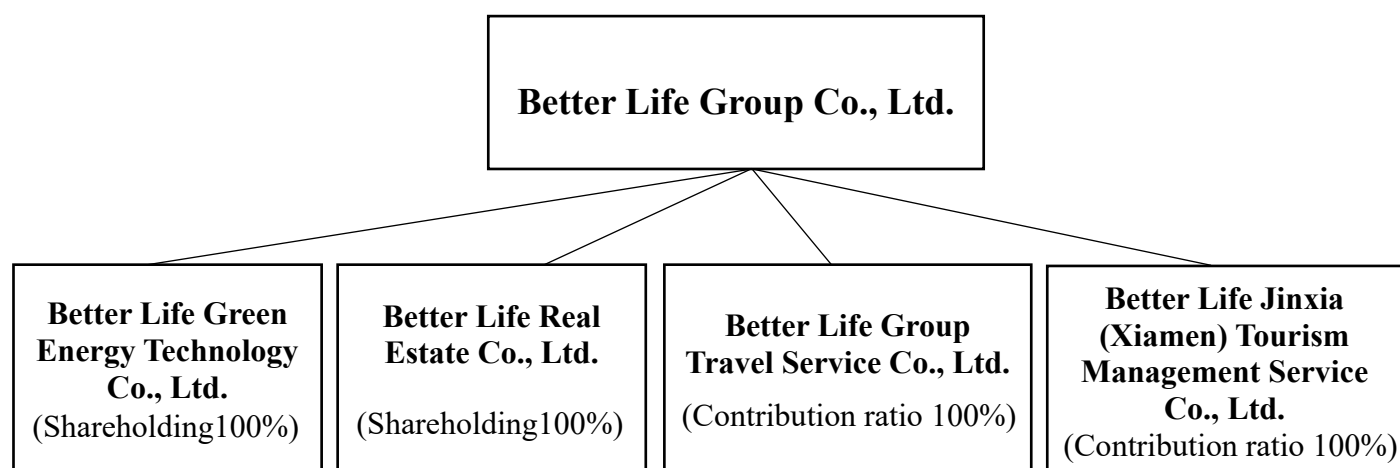 Better Life Group Co., Ltd.
Better Life Green
Energy Technology
Co., Ltd.
(Shareholding100%)
Better Life Real
Estate Co., Ltd.
(Shareholding100%)
Better Life Group
Travel Service Co., Ltd.
(Contribution ratio 100%)
Better Life Jinxia
(Xiamen) Tourism
Management Service
Co., Ltd.
(Contribution ratio 100%)